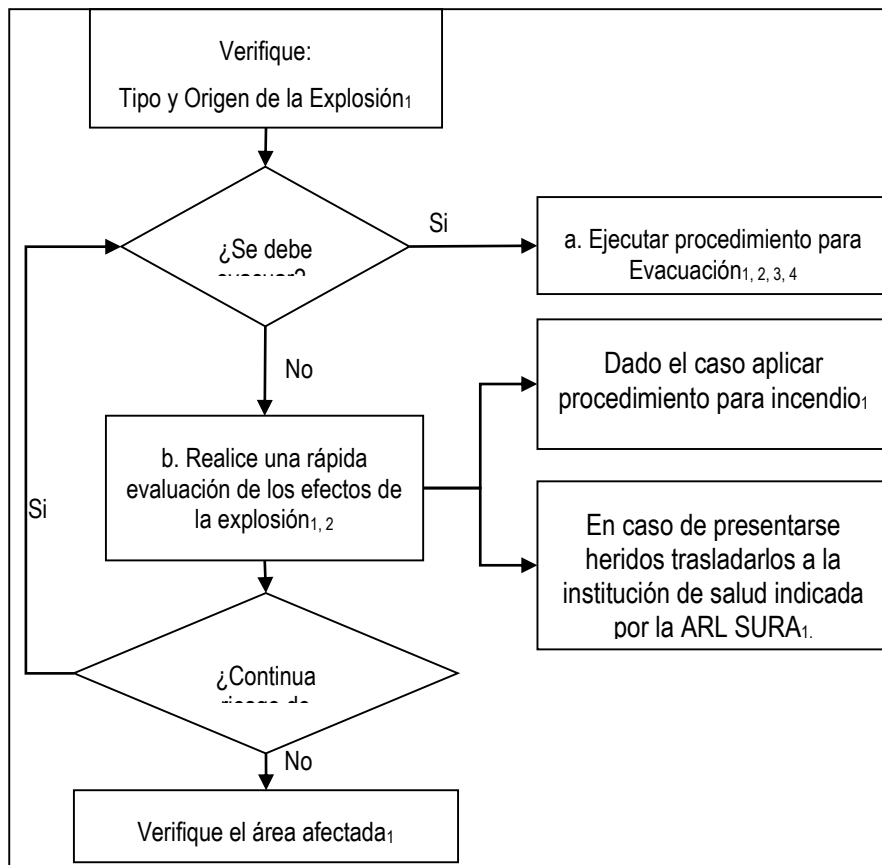 Verifique:
Tipo y Origen de la Explosión1
¿Se debe
Si
a. Ejecutar procedimiento para
Evacuación1, 2, 3, 4
No
Dado el caso aplicar
procedimiento para incendio1
b. Realice una rápida
evaluación de los efectos de
la explosión1, 2
Si
En caso de presentarse
heridos trasladarlos a la
institución de salud indicada
por la ARL SURA1.
¿Continua
No
Verifique el área afectada1